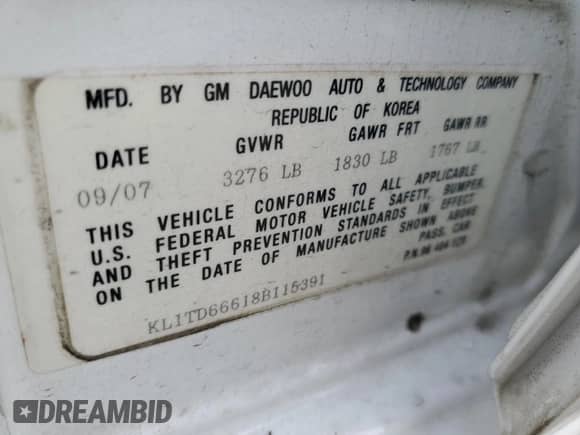 MFD. BY GM DAEWOO AUTO & TECHNOLOGY COMPANY
REPUBLIC OF KOREA
DATE GVWR GAWR FRT GAWR RR
09/07 3276 LB 1830 LB 1767 LB
THIS VEHICLE CONFORMS TO ALL APPLICABLE
U.S. FEDERAL MOTOR VEHICLE SAFETY, BUMPER,
AND THEFT PREVENTION STANDARDS IN EFFECT
ON THE DATE OF MANUFACTURE SHOWN ABOVE
PASS. CAR
KL1TD66618B115391
DREAMBID